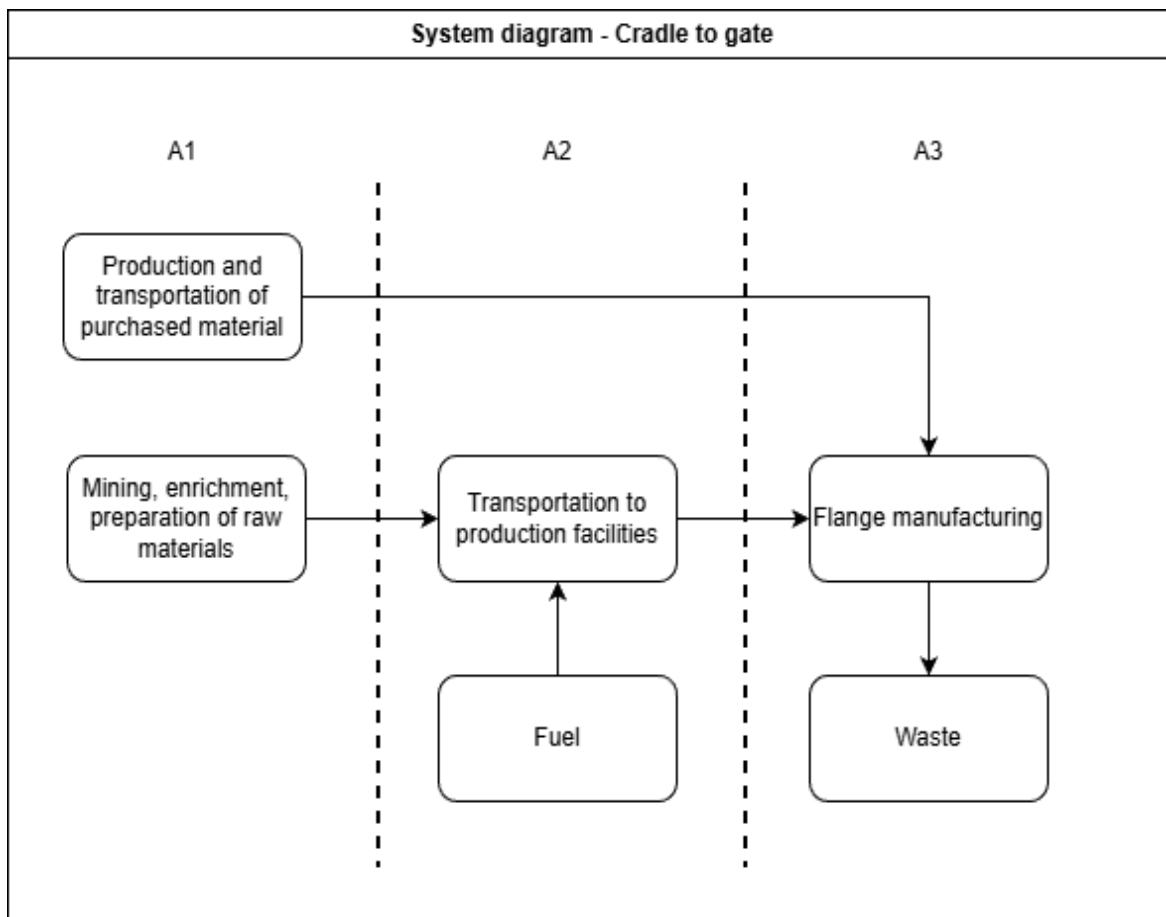 System diagram - Cradle to gate
A1
A2
A3
Production and
transportation of
purchased material
Mining, enrichment,
preparation of raw
materials
Transportation to
production facilities
Flange manufacturing
Fuel
Waste